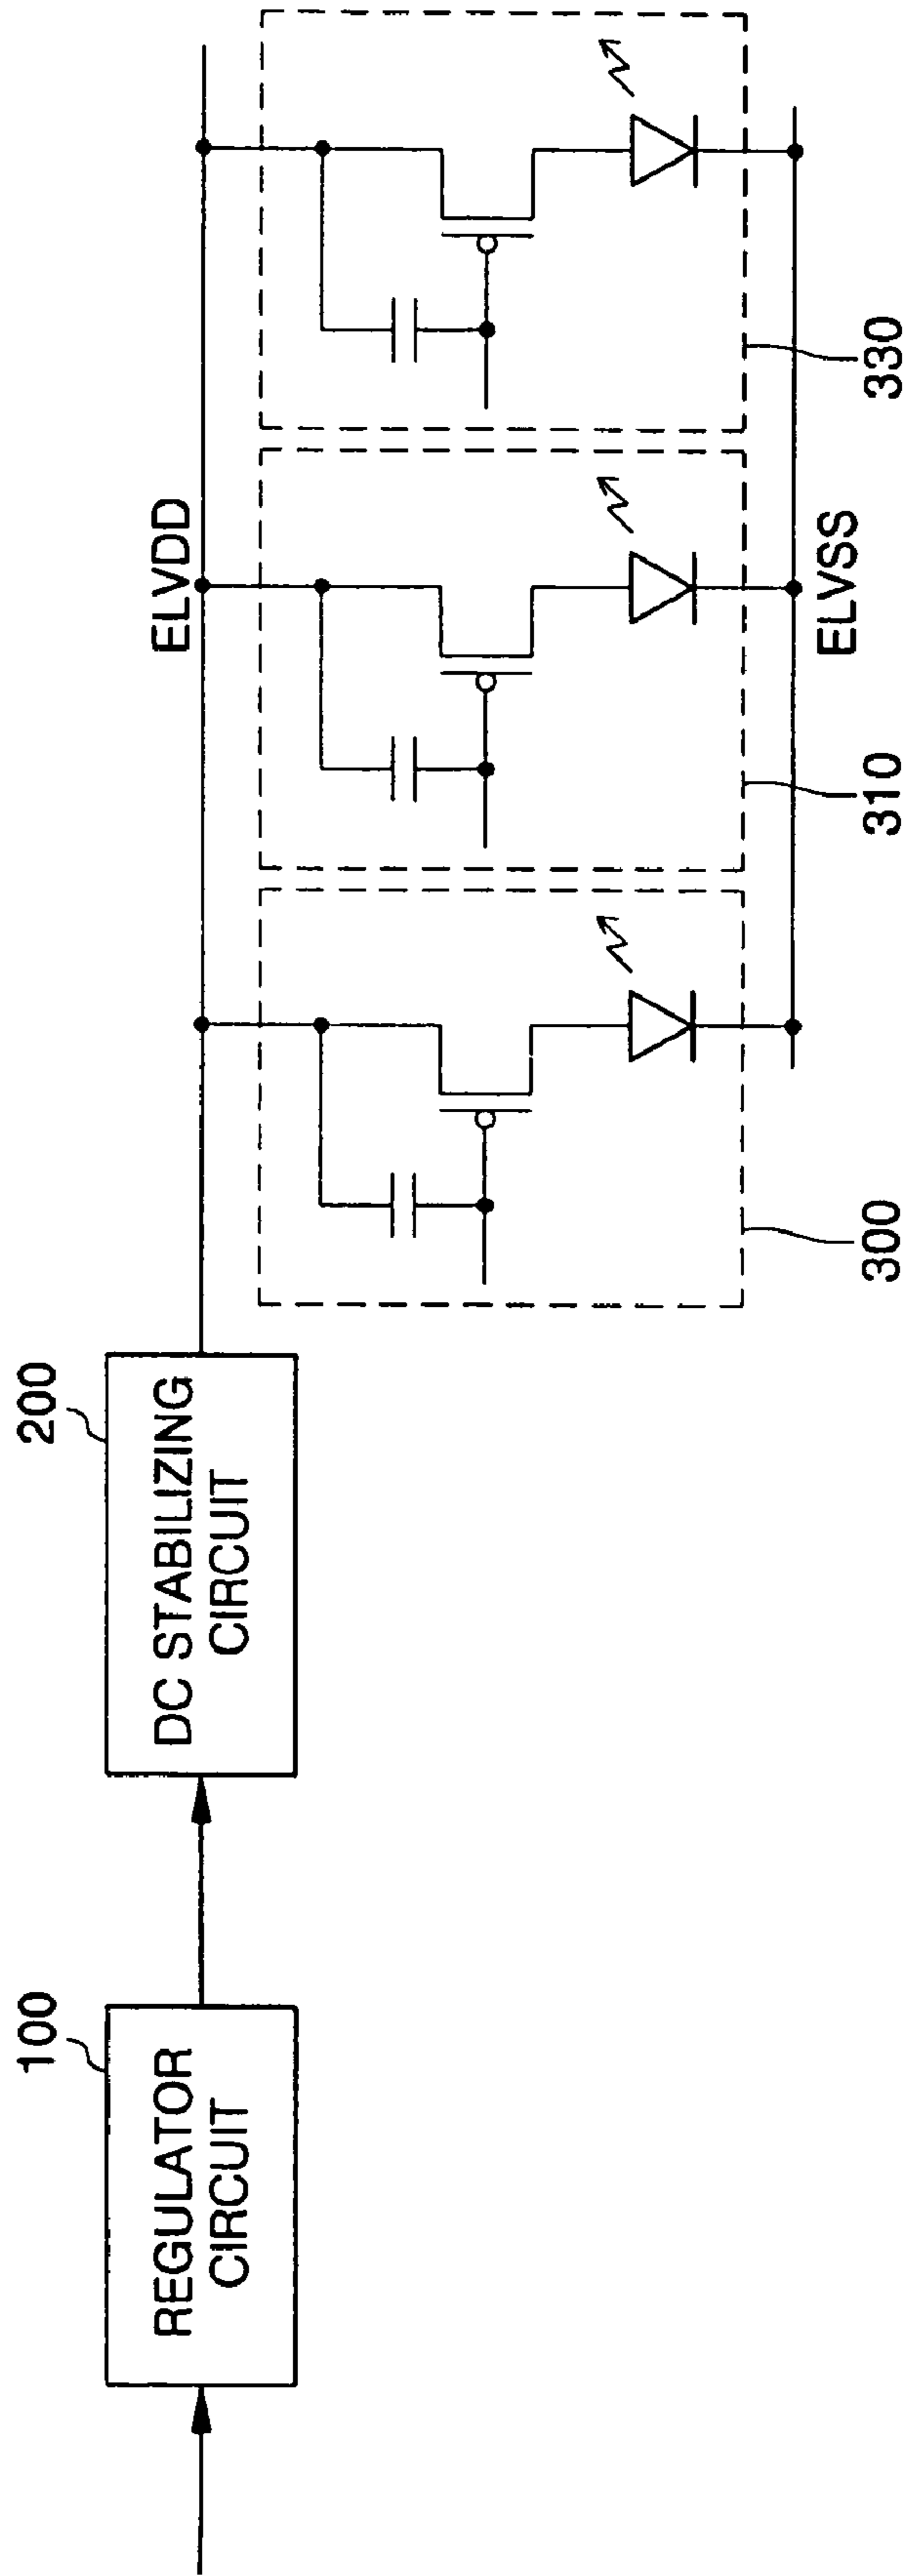 100
REGULATOR
CIRCUIT
200
DC STABILIZING
CIRCUIT
ELVDD
ELVSS
300
310
330